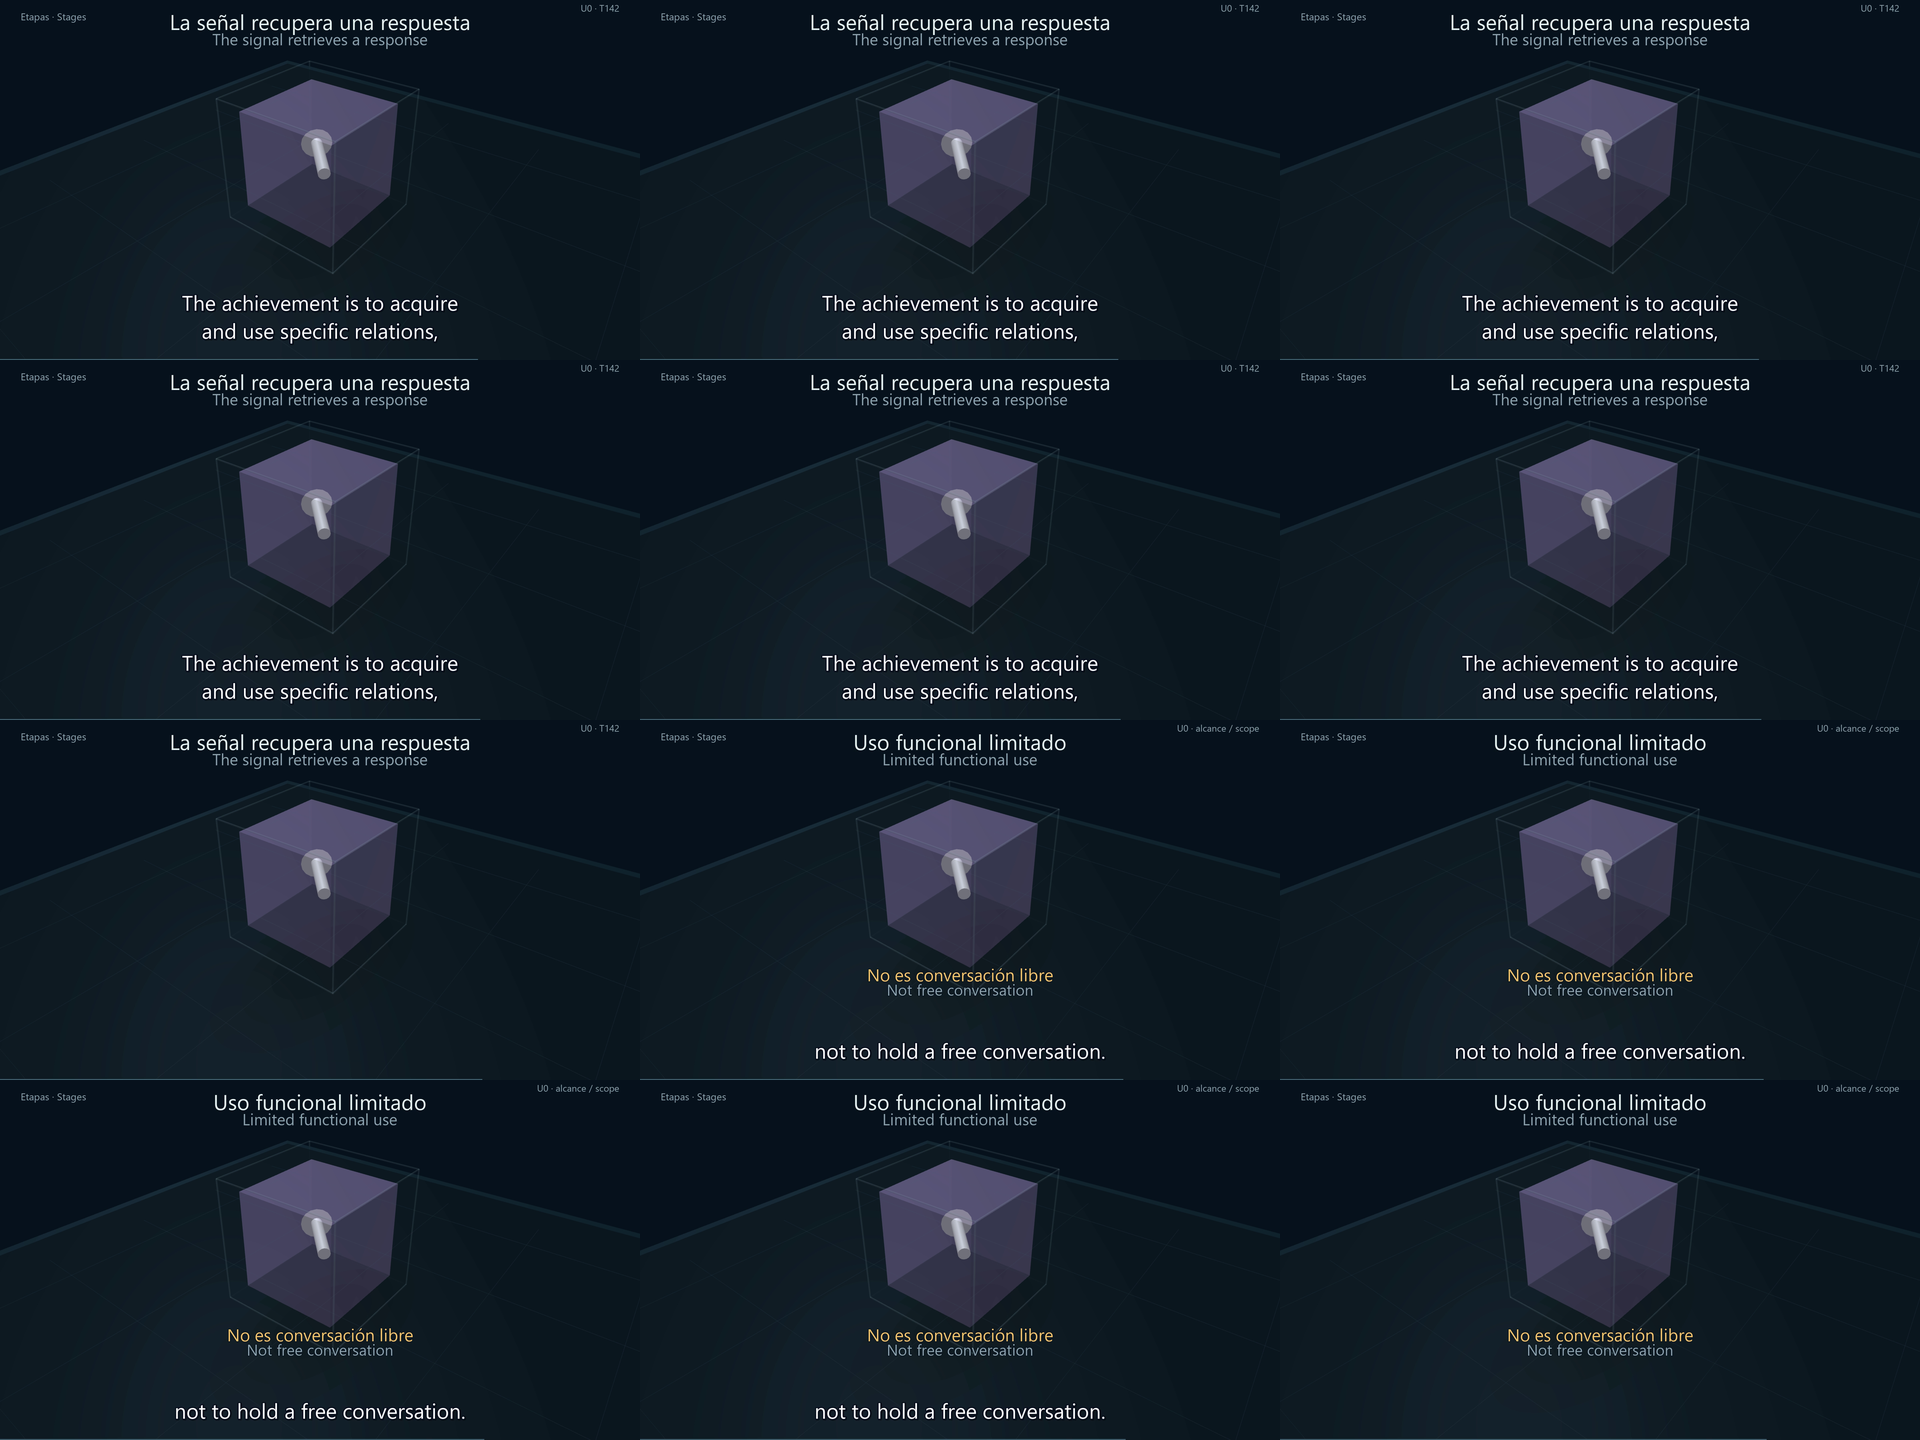 Etapas · Stages
U0 · T142
La señal recupera una respuesta
The signal retrieves a response
The achievement is to acquire
and use specific relations,
Etapas · Stages
U0 · T142
La señal recupera una respuesta
The signal retrieves a response
The achievement is to acquire
and use specific relations,
Etapas · Stages
U0 · T142
La señal recupera una respuesta
The signal retrieves a response
The achievement is to acquire
and use specific relations,
Etapas · Stages
U0 · T142
La señal recupera una respuesta
The signal retrieves a response
The achievement is to acquire
and use specific relations,
Etapas · Stages
U0 · T142
La señal recupera una respuesta
The signal retrieves a response
The achievement is to acquire
and use specific relations,
Etapas · Stages
U0 · T142
La señal recupera una respuesta
The signal retrieves a response
The achievement is to acquire
and use specific relations,
Etapas · Stages
U0 · T142
La señal recupera una respuesta
The signal retrieves a response
Etapas · Stages
U0 · alcance / scope
Uso funcional limitado
Limited functional use
No es conversación libre
Not free conversation
not to hold a free conversation.
Etapas · Stages
U0 · alcance / scope
Uso funcional limitado
Limited functional use
No es conversación libre
Not free conversation
not to hold a free conversation.
Etapas · Stages
U0 · alcance / scope
Uso funcional limitado
Limited functional use
No es conversación libre
Not free conversation
not to hold a free conversation.
Etapas · Stages
U0 · alcance / scope
Uso funcional limitado
Limited functional use
No es conversación libre
Not free conversation
not to hold a free conversation.
Etapas · Stages
U0 · alcance / scope
Uso funcional limitado
Limited functional use
No es conversación libre
Not free conversation